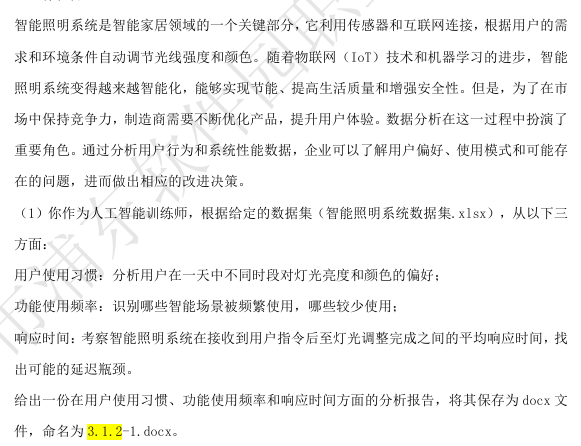 智能照明系统是智能家居领域的一个关键部分，它利用传感器和互联网连接，根据用户的需
求和环境条件自动调节光线强度和颜色。随着物联网（IoT）技术和机器学习的进步，智能
照明系统变得越来越智能化，能够实现节能、提高生活质量和增强安全性。但是，为了在市
场中保持竞争力，制造商需要不断优化产品，提升用户体验。数据分析在这一过程中扮演了
重要角色。通过分析用户行为和系统性能数据，企业可以了解用户偏好、使用模式和可能存
在的问题，进而做出相应的改进决策。
（1）你作为人工智能训练师，根据给定的数据集（智能照明系统数据集.xlsx），从以下三
方面：
用户使用习惯：分析用户在一天中不同时段对灯光亮度和颜色的偏好；
功能使用频率：识别哪些智能场景被频繁使用，哪些较少使用；
响应时间：考察智能照明系统在接收到用户指令后至灯光调整完成之间的平均响应时间，找
出可能的延迟瓶颈。
给出一份在用户使用习惯、功能使用频率和响应时间方面的分析报告，将其保存为 docx 文
件，命名为 3.1.2-1.docx。